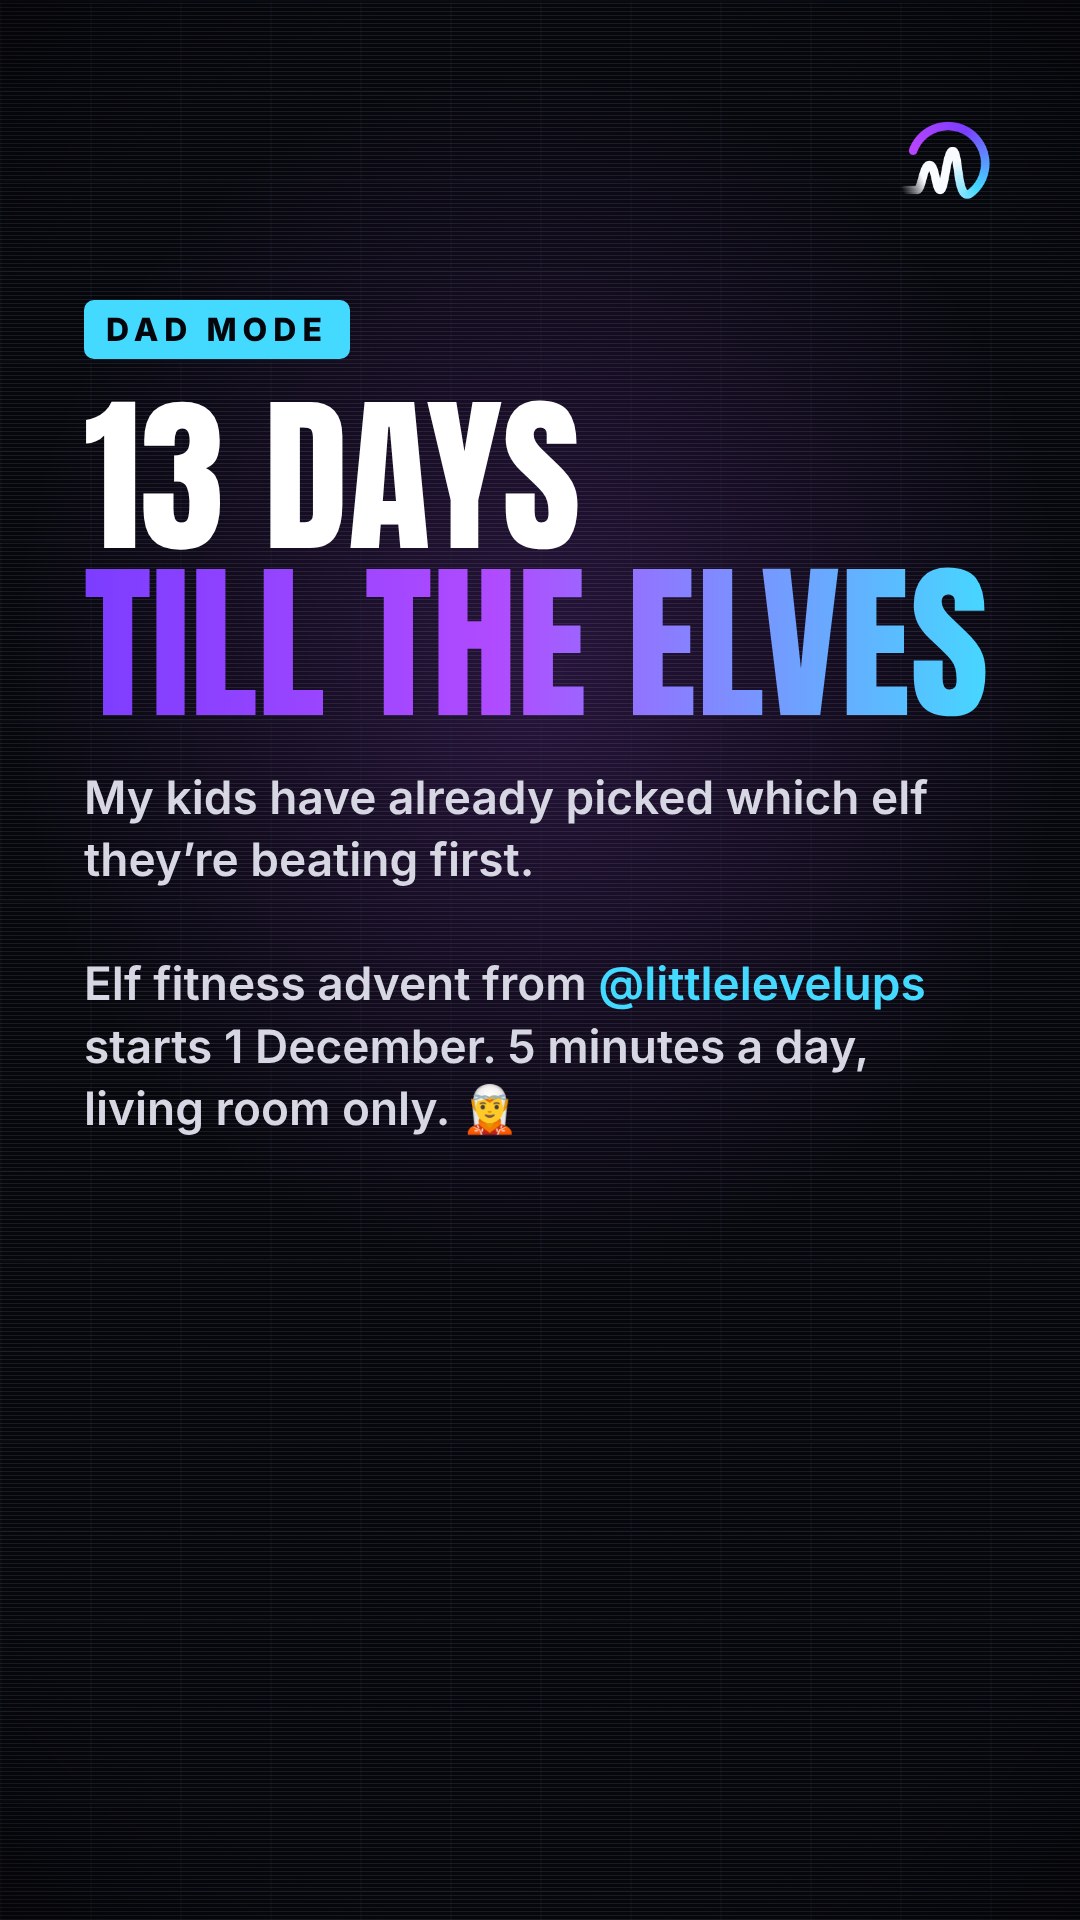 DAD MODE
13 DAYS
TILL THE ELVES
My kids have already picked which elf
they’re beating first.
Elf fitness advent from @littlelevelups
starts 1 December. 5 minutes a day,
living room only. 🧝